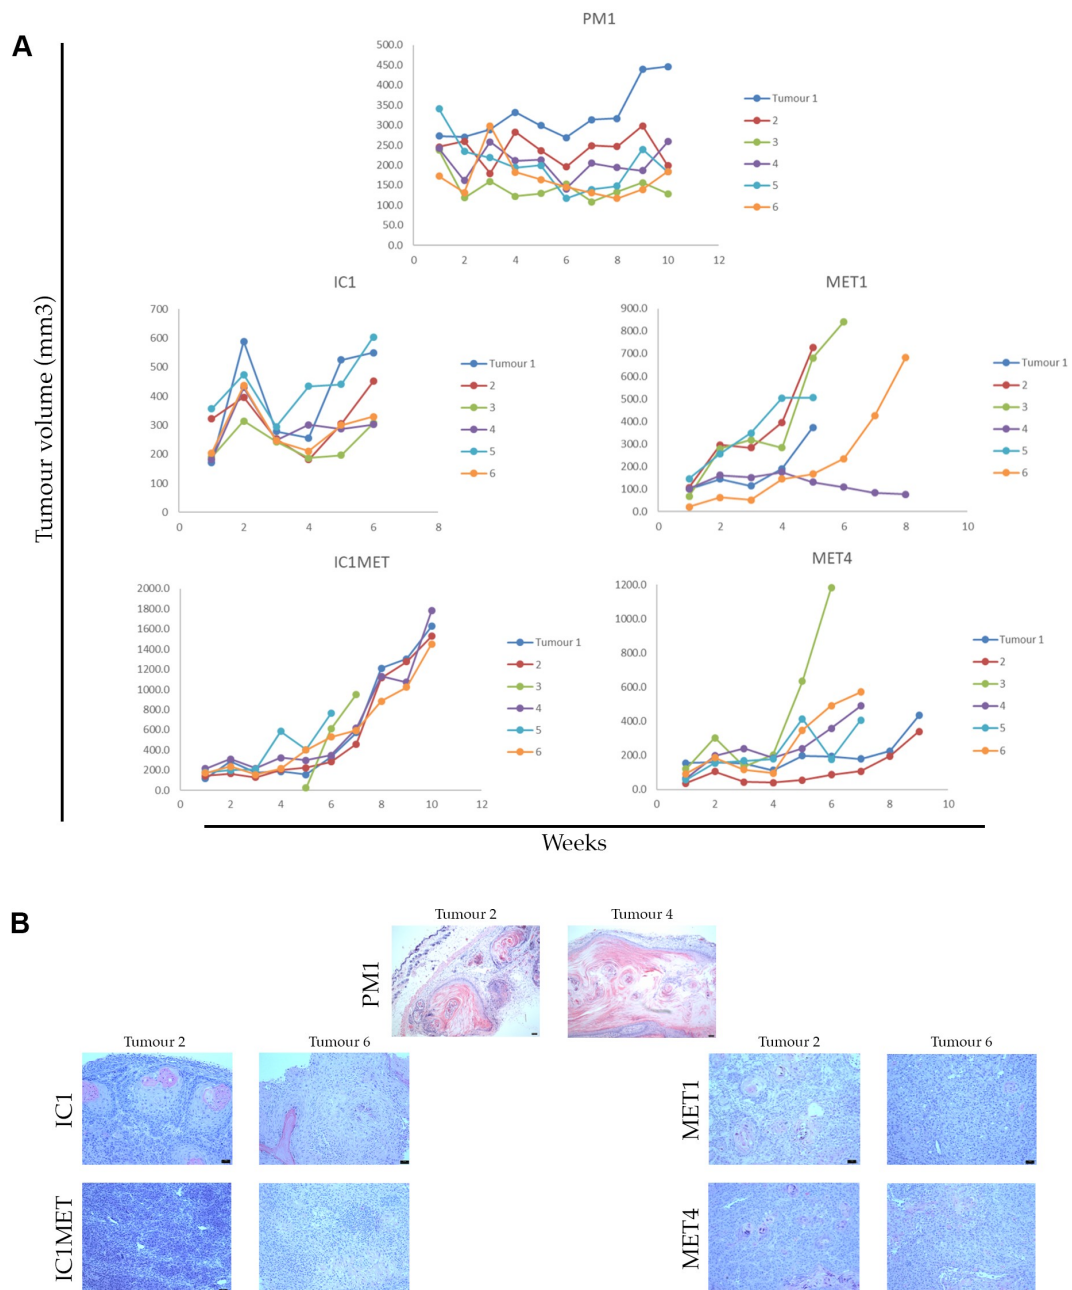 A
PM1
500.0
450.0
400.0
350.0
300.0
250.0
200.0
150.0
100.0
50.0
0.0
0 2 4 6 8 10 12
Tumour 1
2
3
4
5
6
IC1
700
600
500
400
300
200
100
0
0 2 4 6 8
Tumour 1
2
3
4
5
6
MET1
900.0
800.0
700.0
600.0
500.0
400.0
300.0
200.0
100.0
0.0
0 2 4 6 8 10
Tumour 1
2
3
4
5
6
Tumour volume (mm3)
IC1MET
2000.0
1800.0
1600.0
1400.0
1200.0
1000.0
800.0
600.0
400.0
200.0
0.0
0 2 4 6 8 10 12
Tumour 1
2
3
4
5
6
MET4
1200.0
1000.0
800.0
600.0
400.0
200.0
0.0
0 2 4 6 8 10
Tumour 1
2
3
4
5
6
Weeks
B
Tumour 2 Tumour 4
PM1
Tumour 2 Tumour 6
IC1
Tumour 2 Tumour 6
MET1
IC1MET
MET4